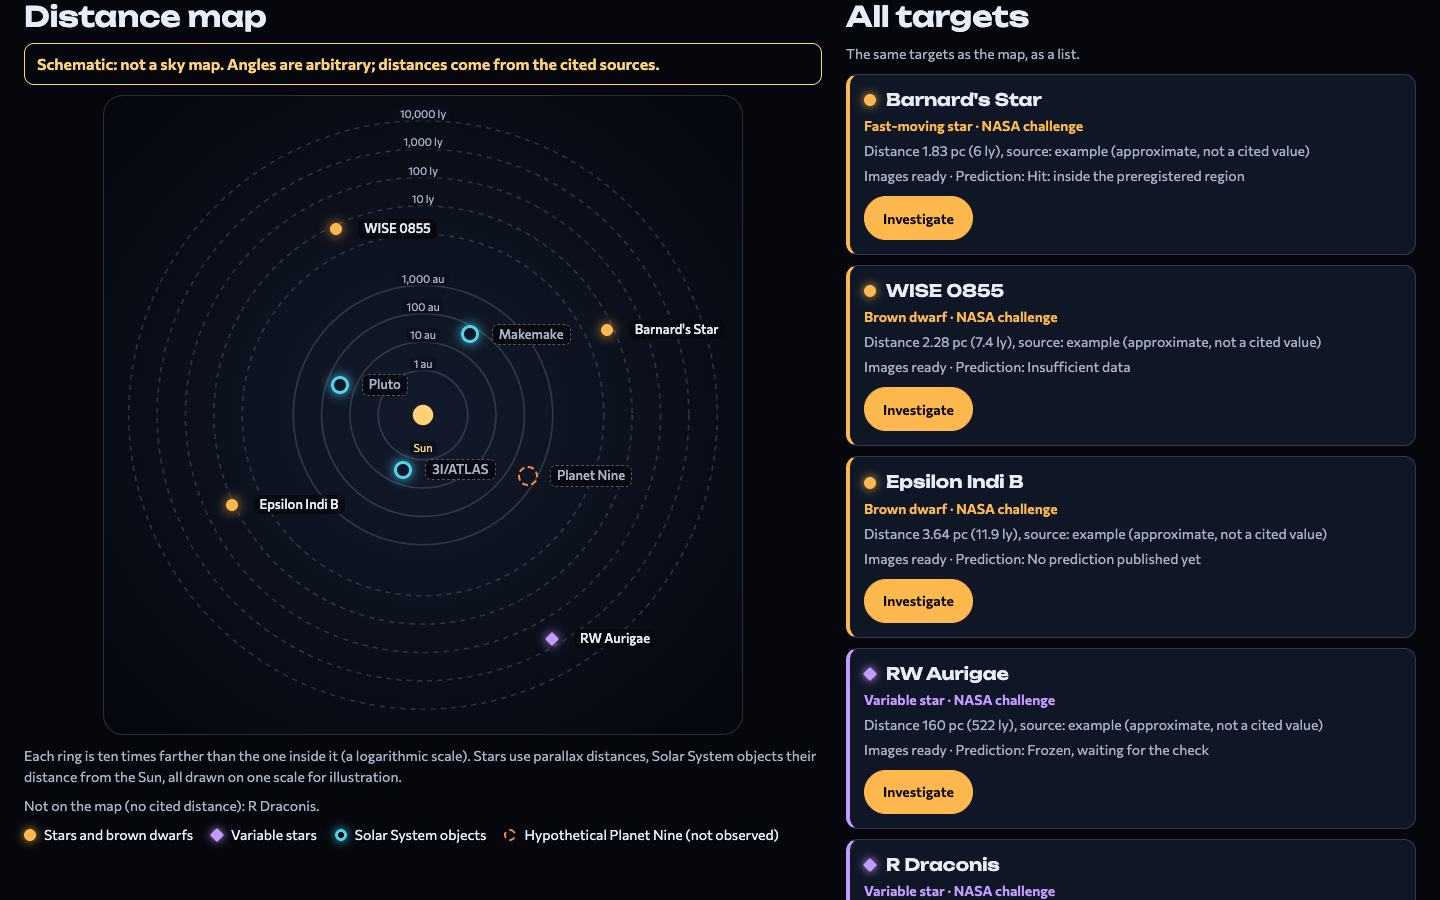 Distance map
Schematic: not a sky map. Angles are arbitrary; distances come from the cited sources.
10,000 ly
1,000 ly
100 ly
10 ly
WISE 0855
1,000 au
100 au
10 au
Makemake
Barnard's Star
1 au
Pluto
Sun
3I/ATLAS
Planet Nine
Epsilon Indi B
RW Aurigae
Each ring is ten times farther than the one inside it (a logarithmic scale). Stars use parallax distances, Solar System objects their
distance from the Sun, all drawn on one scale for illustration.
Not on the map (no cited distance): R Draconis.
Stars and brown dwarfs
Variable stars
Solar System objects
Hypothetical Planet Nine (not observed)
All targets
The same targets as the map, as a list.
Barnard's Star
Fast-moving star · NASA challenge
Distance 1.83 pc (6 ly), source: example (approximate, not a cited value)
Images ready · Prediction: Hit: inside the preregistered region
Investigate
WISE 0855
Brown dwarf · NASA challenge
Distance 2.28 pc (7.4 ly), source: example (approximate, not a cited value)
Images ready · Prediction: Insufficient data
Investigate
Epsilon Indi B
Brown dwarf · NASA challenge
Distance 3.64 pc (11.9 ly), source: example (approximate, not a cited value)
Images ready · Prediction: No prediction published yet
Investigate
RW Aurigae
Variable star · NASA challenge
Distance 160 pc (522 ly), source: example (approximate, not a cited value)
Images ready · Prediction: Frozen, waiting for the check
Investigate
R Draconis
Variable star · NASA challenge